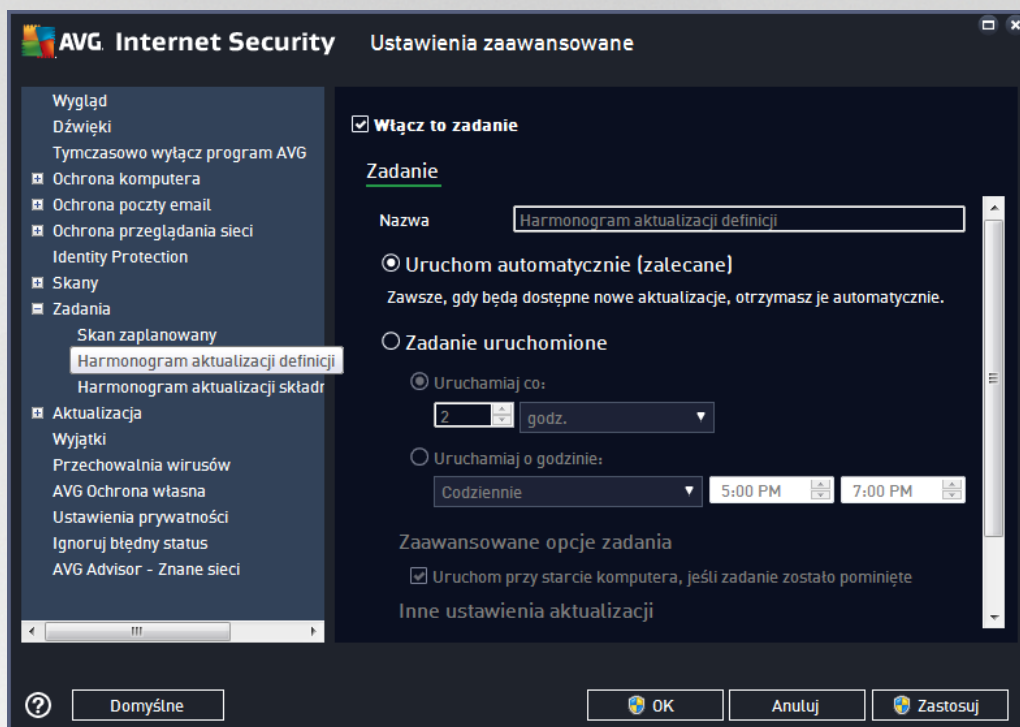 AVG. Internet Security Ustawienia zaawansowane
Wygląd
Dźwięki
Tymczasowo wyłącz program AVG
Ochrona komputera
Ochrona poczty email
Ochrona przeglądania sieci
Identity Protection
Skany
Zadania
Skan zaplanowany
Harmonogram aktualizacji definicji
Harmonogram aktualizacji składr
Aktualizacja
Wyjątki
Przechowalnia wirusów
AVG Ochrona własna
Ustawienia prywatności
Ignoruj błędny status
AVG Advisor - Znane sieci
Włącz to zadanie
Zadanie
Nazwa Harmonogram aktualizacji definicji
Uruchom automatycznie (zalecane)
Zawsze, gdy będą dostępne nowe aktualizacje, otrzymasz je automatycznie.
Zadanie uruchomione
Uruchamiaj co:
2 godz.
Uruchamiaj o godzinie:
Codziennie 5:00 PM 7:00 PM
Zaawansowane opcje zadania
Uruchom przy starcie komputera, jeśli zadanie zostało pominięte
Inne ustawienia aktualizacji
? Domyślne OK Anuluj Zastosuj